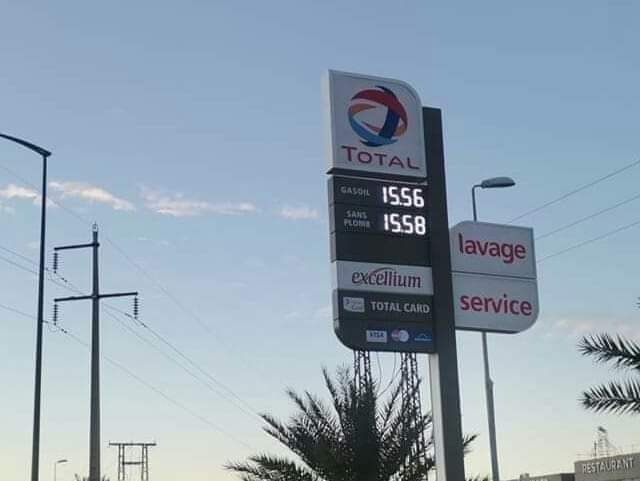 TOTAL
GASOIL 15.56
SANS PLOMB 15.58
excellium
TOTAL CARD
VISA
lavage
service
RESTAURANT